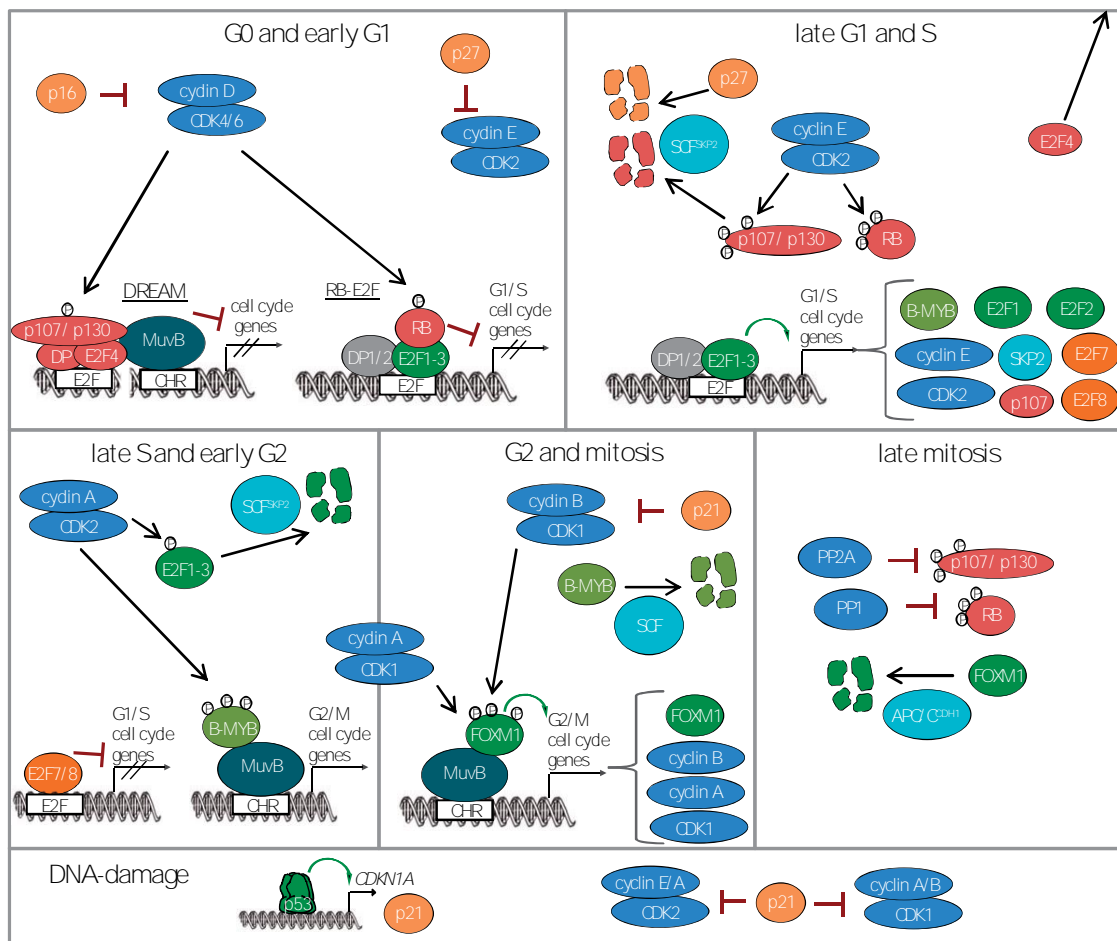 G0 and early G1
p27
p16
cyclin D
CDK4/6
cyclin E
CDK2
DREAM
cell cycle
genes
RB-E2F
G1/S
cell cycle
genes
P
p107/p130
DP
E2F4
MuvB
E2F
CHR
P
RB
DP1/2
E2F1-3
E2F
late G1 and S
p27
SCFSKP2
cyclin E
CDK2
E2F4
P
P
P
p107/p130
P
P
P
RB
G1/S
cell cycle
genes
DP1/2
E2F1-3
E2F
B-MYB
E2F1
E2F2
cyclin E
CDK2
SKP2
E2F7
p107
E2F8
late S and early G2
cyclin A
CDK2
SCFSKP2
P
E2F1-3
P
P
P
B-MYB
G1/S
cell cycle
genes
G2/M
cell cycle
genes
E2F7/8
E2F
MuvB
CHR
G2 and mitosis
cyclin B
CDK1
p21
B-MYB
SCF
cyclin A
CDK1
P
P
P
P
FOXM1
G2/M
cell cycle
genes
MuvB
CHR
FOXM1
cyclin B
cyclin A
CDK1
late mitosis
PP2A
P
P
P
p107/p130
PP1
P
P
P
P
RB
FOXM1
APC/CCDH1
DNA-damage
p53
CDKN1A
p21
cyclin E/A
CDK2
p21
cyclin A/B
CDK1